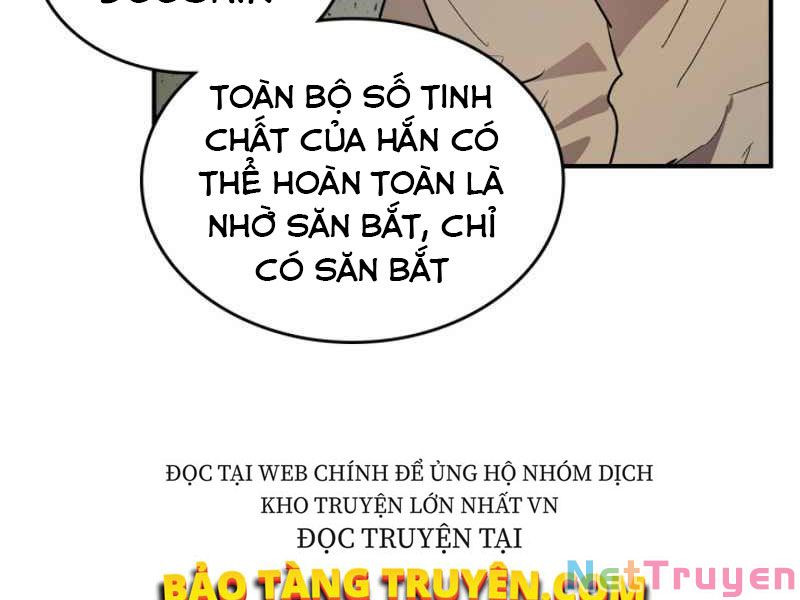 TOÀN BỘ SỐ TINH
CHẤT CỦA HẮN CÓ
THỂ HOÀN TOÀN LÀ
NHỜ SĂN BẮT, CHỈ
CÓ SĂN BẮT
ĐỌC TẠI WEB CHÍNH ĐỂ ỦNG HỘ NHÓM DỊCH
KHO TRUYỆN LỚN NHẤT VN
ĐỌC TRUYỆN TẠI
BẢO TÀNG TRUYỆN.COM
NetTruyen